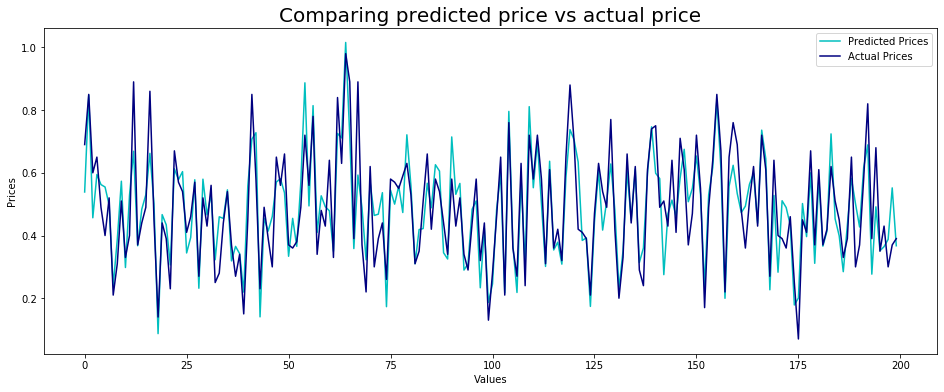 Comparing predicted price vs actual price
Predicted Prices
Actual Prices
Prices
1.0
0.8
0.6
0.4
0.2
0
25
50
75
100
125
150
175
200
Values